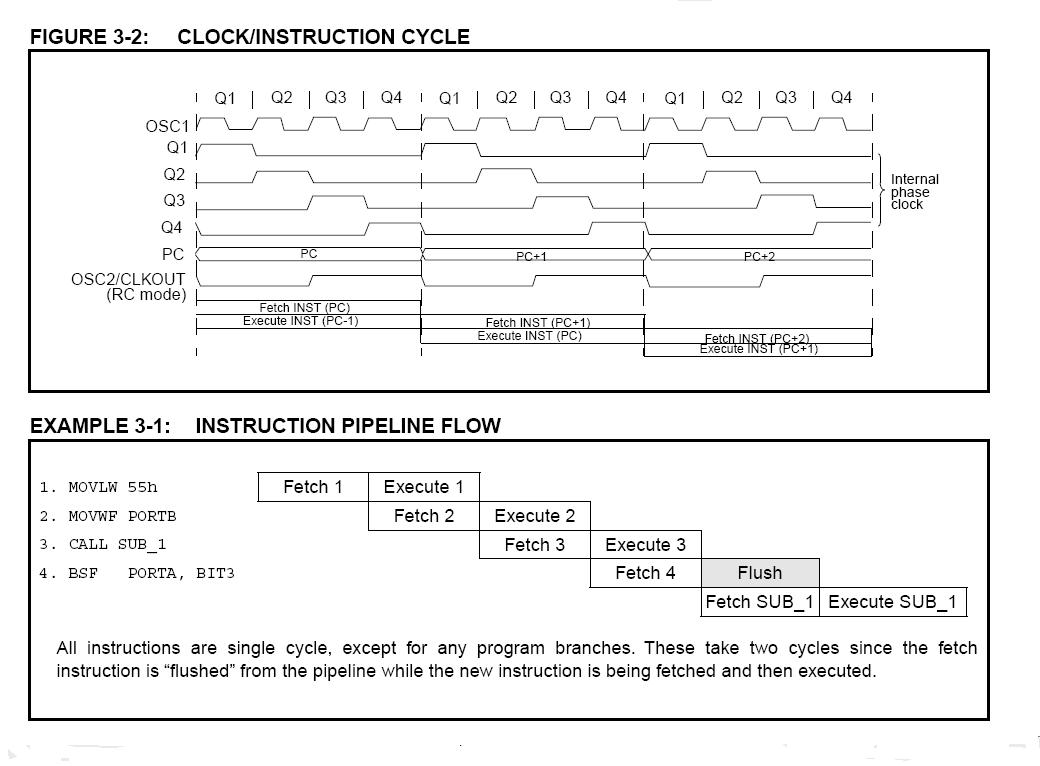 FIGURE 3-2: CLOCK/INSTRUCTION CYCLE
Q1 Q2 Q3 Q4 Q1 Q2 Q3 Q4 Q1 Q2 Q3 Q4
OSC1
Q1
Q2
Q3
Q4
PC
OSC2/CLKOUT
(RC mode)
Internal
phase
clock
PC PC+1 PC+2
Fetch INST (PC)
Execute INST (PC-1) Fetch INST (PC+1)
Execute INST (PC) Fetch INST (PC+2)
Execute INST (PC+1)
EXAMPLE 3-1: INSTRUCTION PIPELINE FLOW
1. MOVLW 55h Fetch 1 Execute 1
2. MOVWF PORTB Fetch 2 Execute 2
3. CALL SUB_1 Fetch 3 Execute 3
4. BSF PORTA, BIT3 Fetch 4 Flush
Fetch SUB_1 Execute SUB_1
All instructions are single cycle, except for any program branches. These take two cycles since the fetch
instruction is “flushed” from the pipeline while the new instruction is being fetched and then executed.